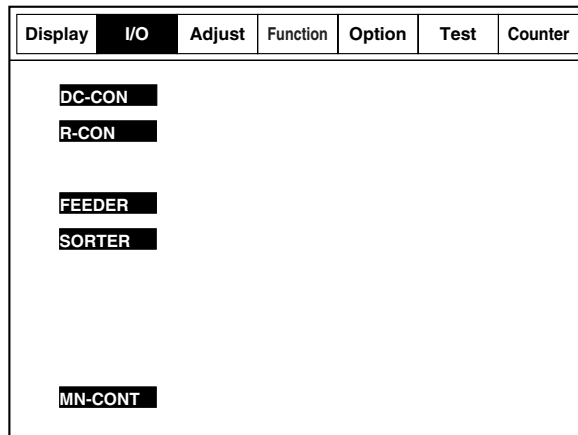 Display I/O Adjust Function Option Test Counter
DC-CON
R-CON
FEEDER
SORTER
MN-CONT